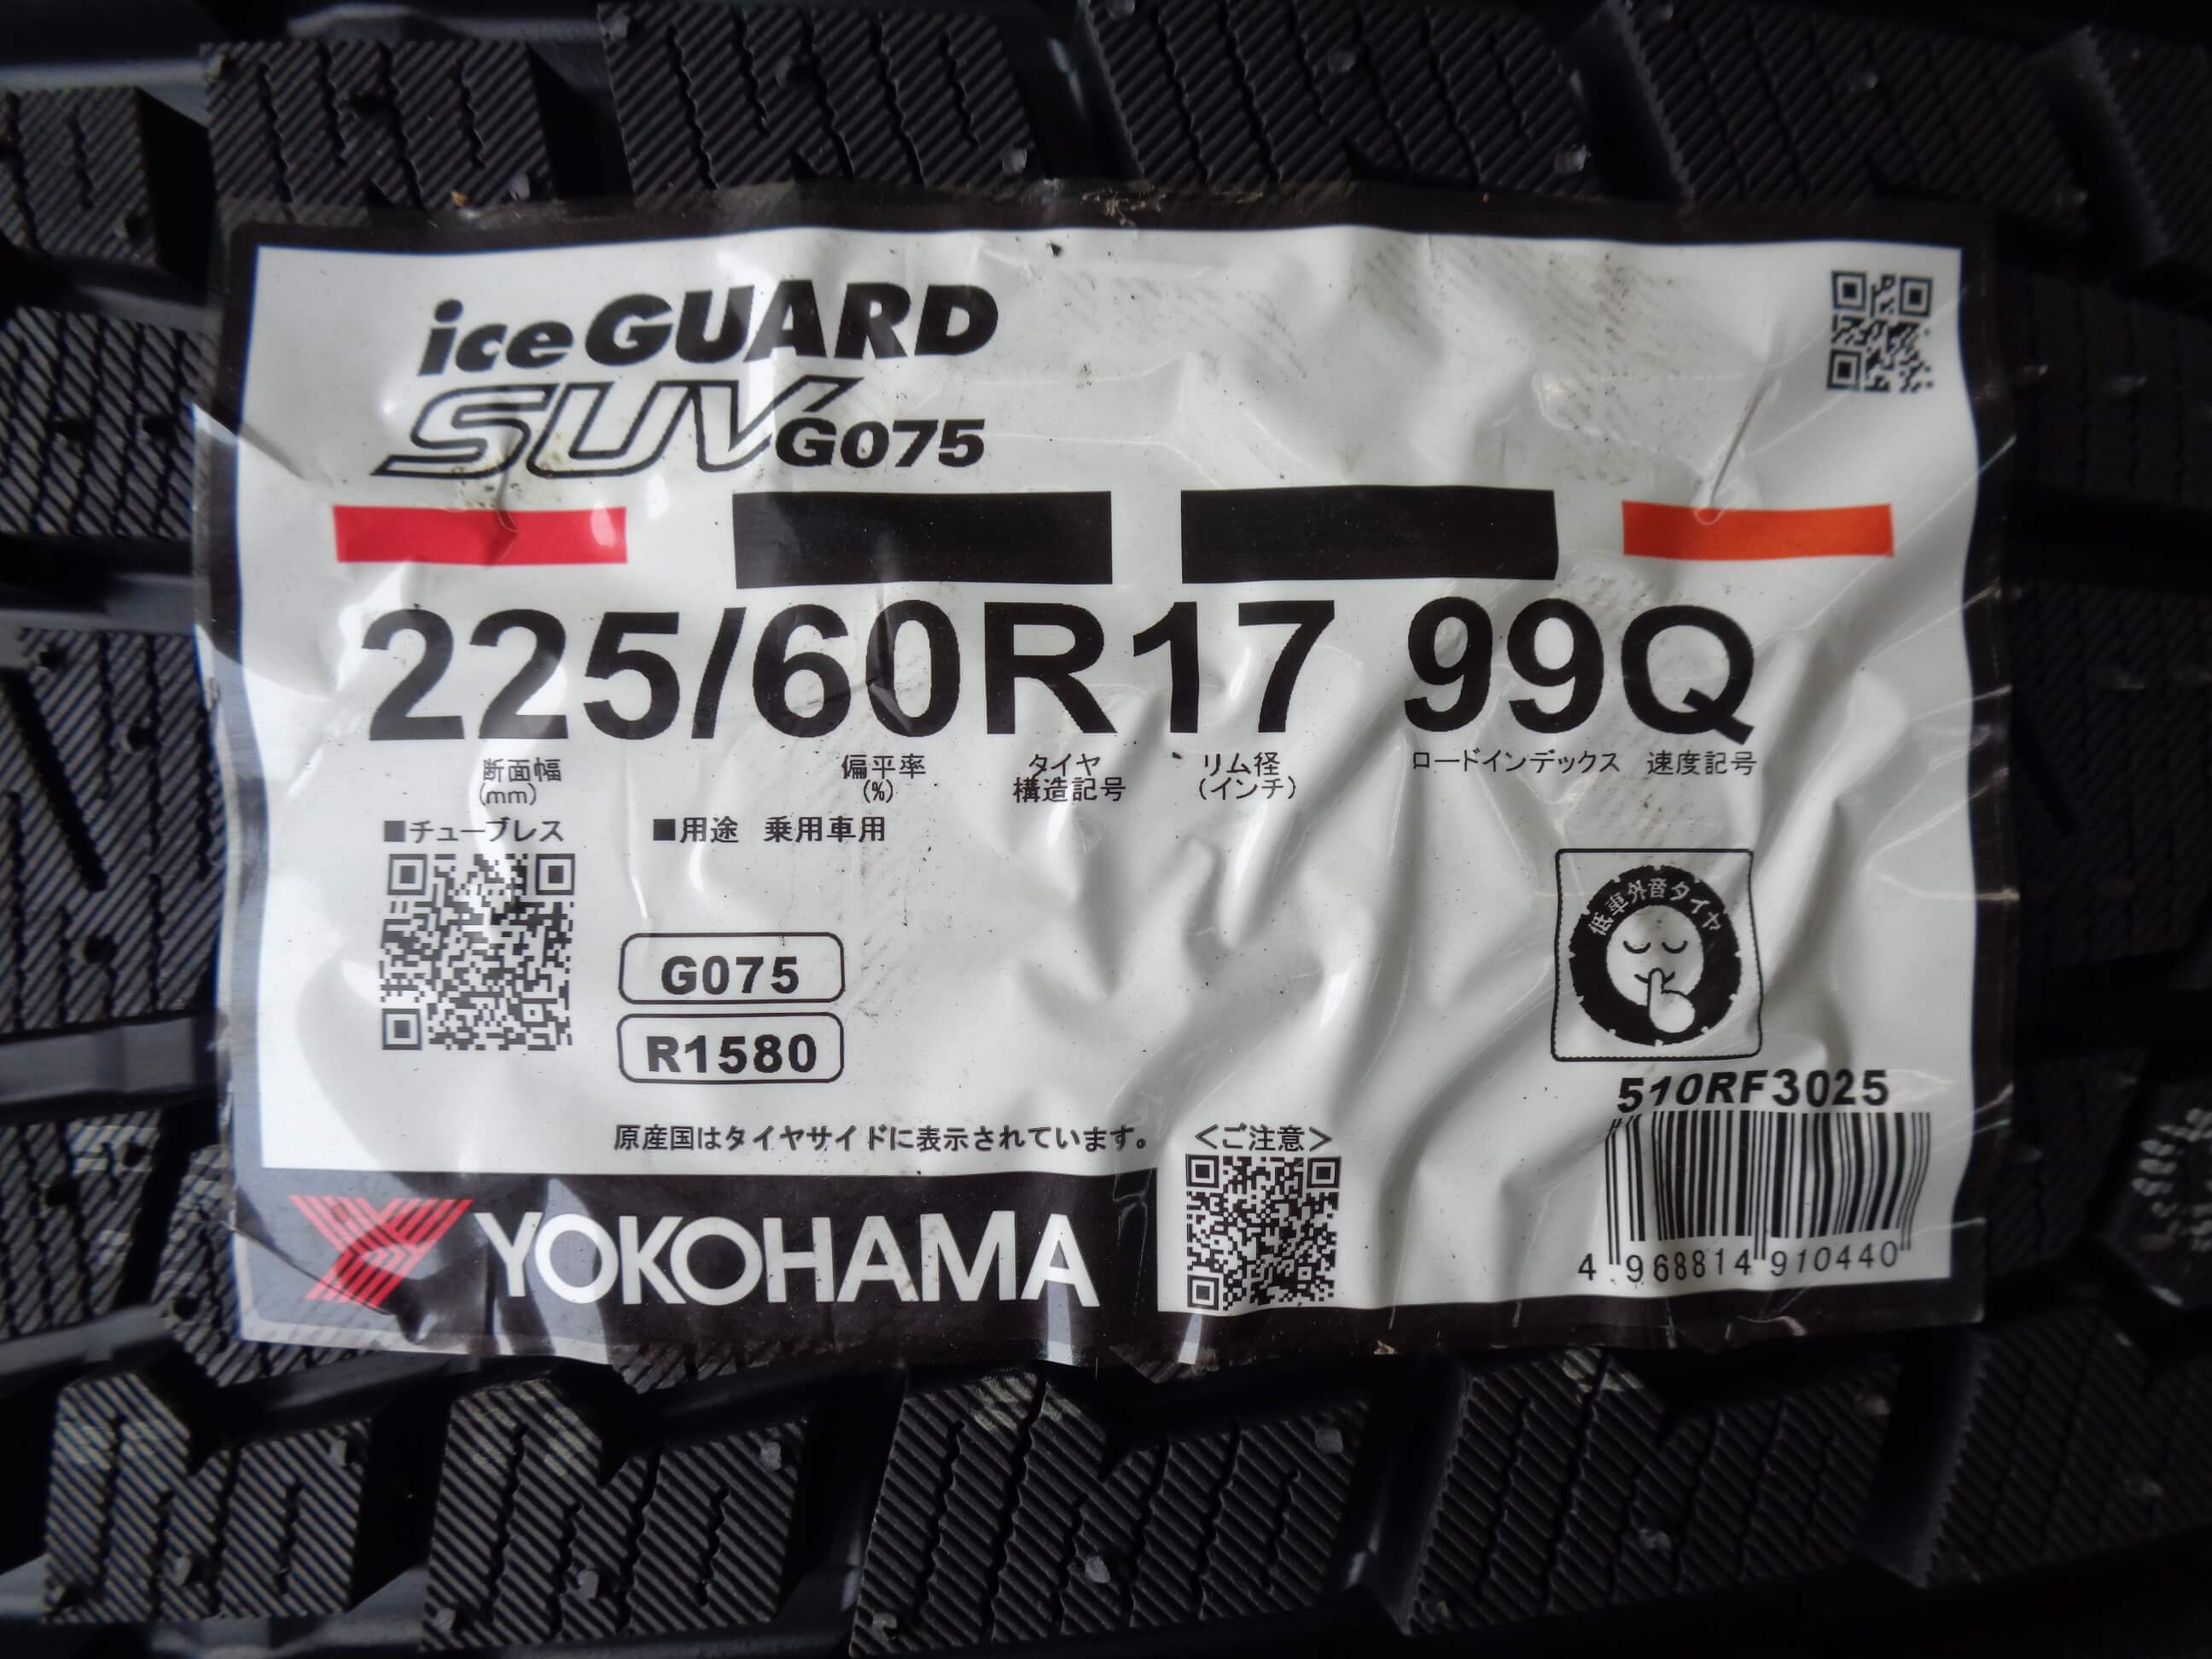 iceGUARD
SUV G075
225/60R17 99Q
断面幅 (mm)
偏平率 (%)
タイヤ 構造記号
リム径 (インチ)
ロードインデックス
速度記号
■チューブレス
■用途 乗用車用
G075
R1580
低車外音タイヤ
510RF3025
4 968814 910440
原産国はタイヤサイドに表示されています。
<ご注意>
YOKOHAMA